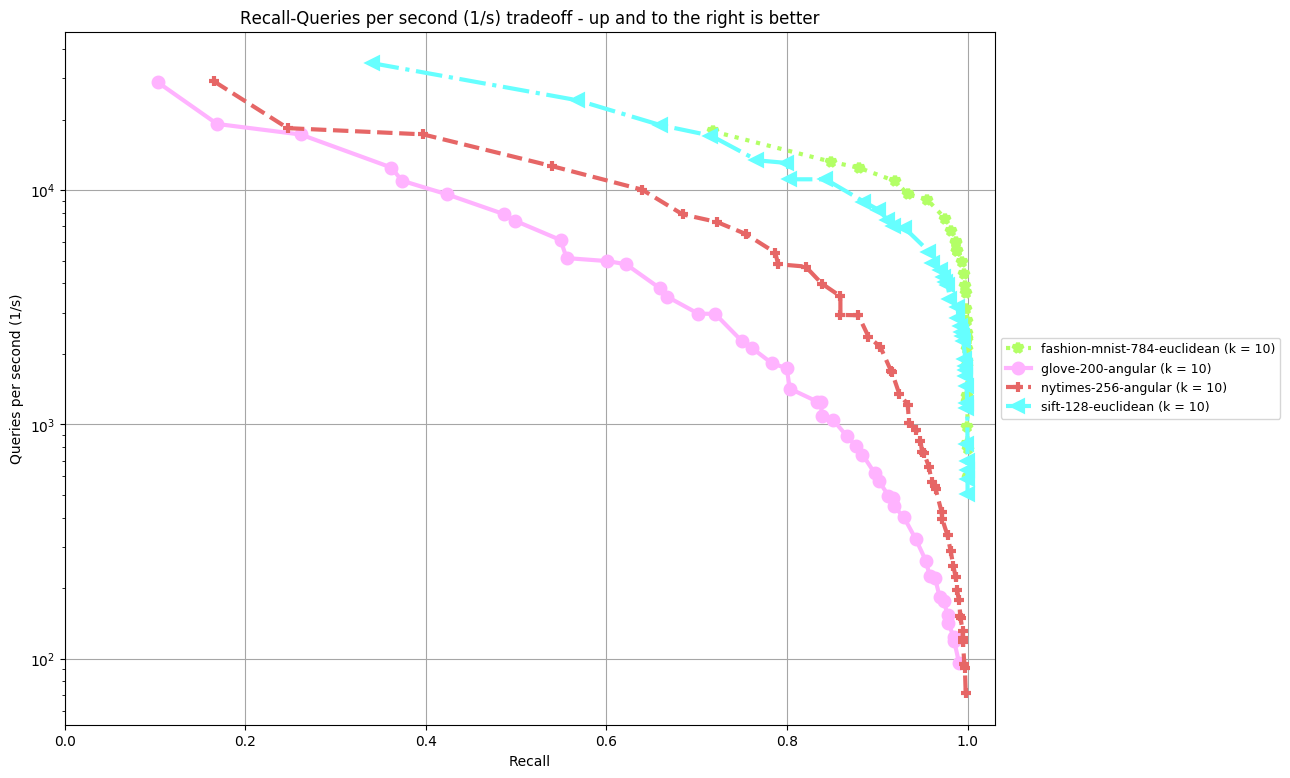 Recall-Queries per second (1/s) tradeoff - up and to the right is better
Queries per second (1/s)
10^4
10^3
10^2
0.0 0.2 0.4 0.6 0.8 1.0
Recall
fashion-mnist-784-euclidean (k = 10)
glove-200-angular (k = 10)
nytimes-256-angular (k = 10)
sift-128-euclidean (k = 10)